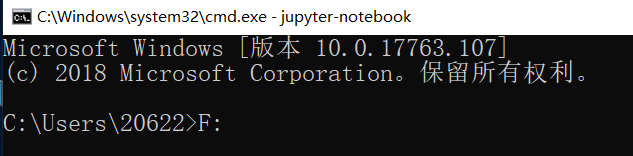 C:\Windows\system32\cmd.exe - jupyter-notebook
Microsoft Windows [版本 10.0.17763.107]
(c) 2018 Microsoft Corporation。保留所有权利。
C:\Users\20622>F: